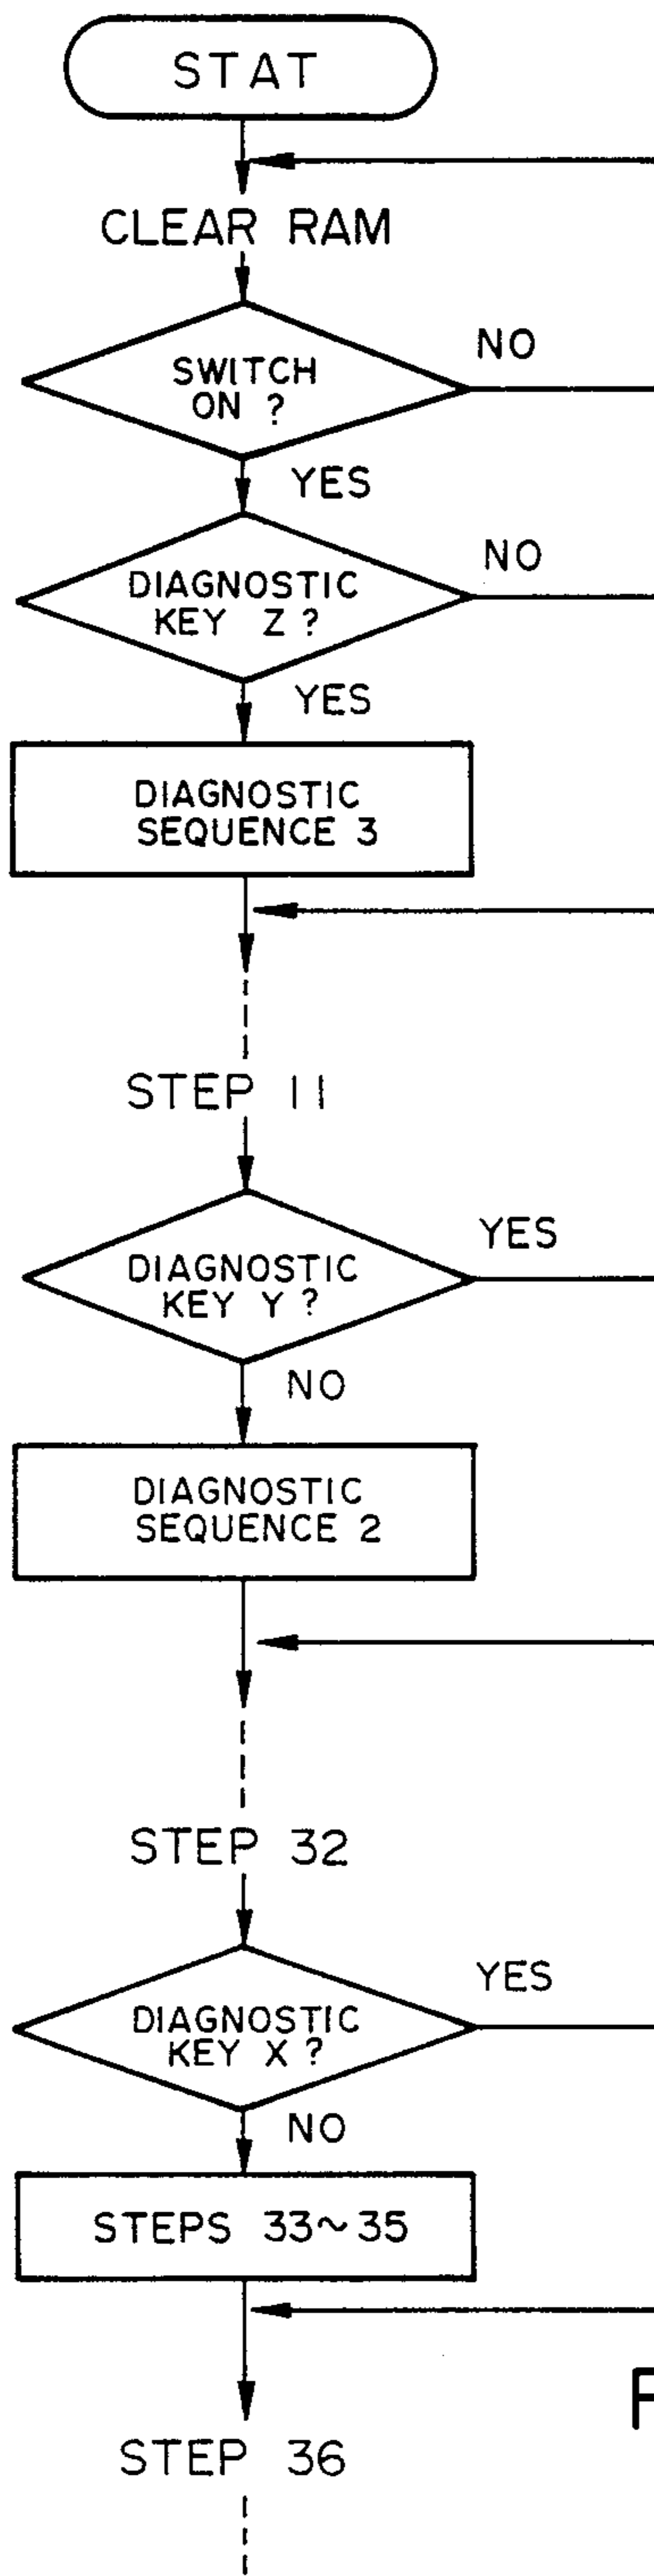 STAT
CLEAR RAM
SWITCH
ON ?
NO
YES
DIAGNOSTIC
KEY Z ?
NO
YES
DIAGNOSTIC
SEQUENCE 3
STEP 11
DIAGNOSTIC
KEY Y ?
YES
NO
DIAGNOSTIC
SEQUENCE 2
STEP 32
DIAGNOSTIC
KEY X ?
YES
NO
STEPS 33~35
STEP 36